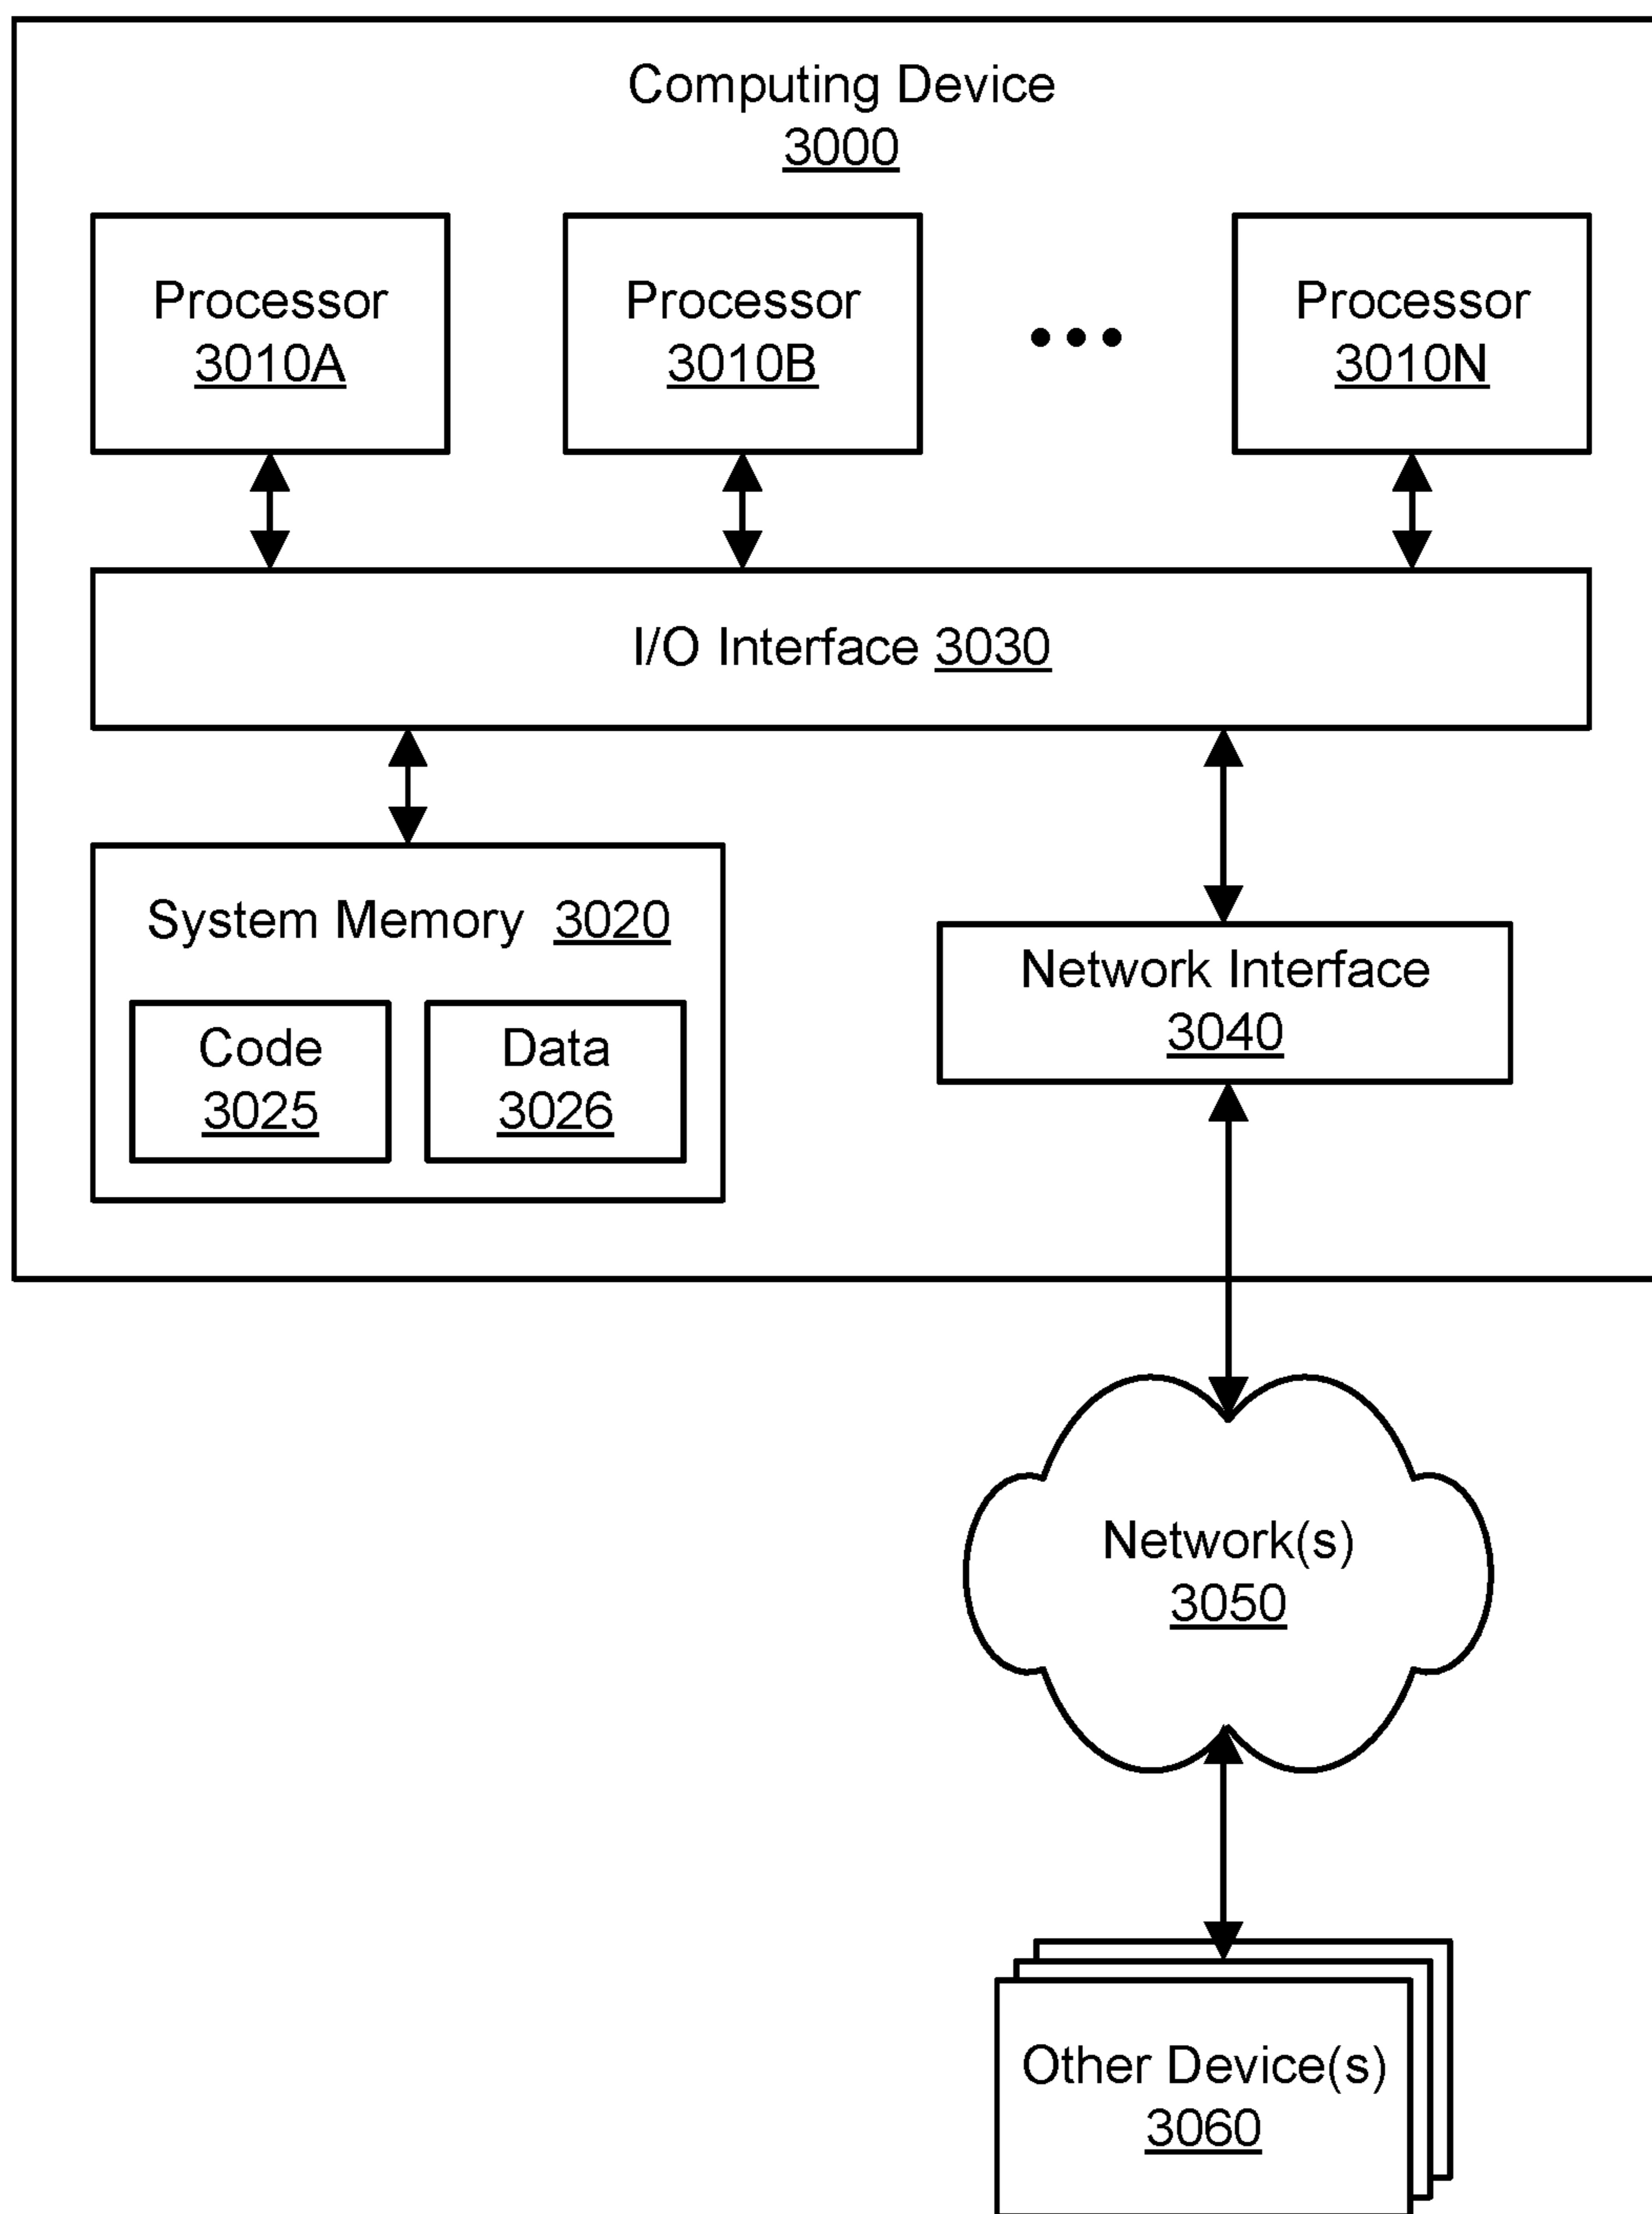 Computing Device
3000
Processor
3010A
Processor
3010B
Processor
3010N
I/O Interface 3030
System Memory 3020
Code
3025
Data
3026
Network Interface
3040
Network(s)
3050
Other Device(s)
3060